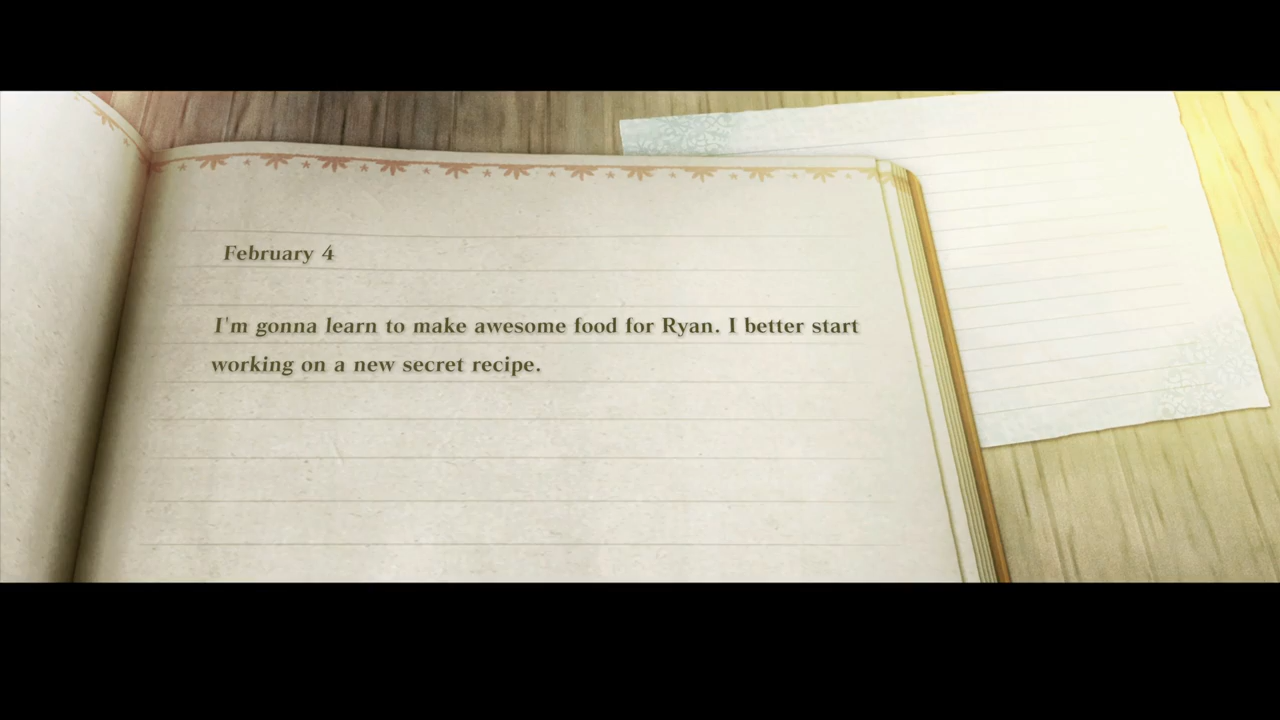 February 4
I'm gonna learn to make awesome food for Ryan. I better start
working on a new secret recipe.